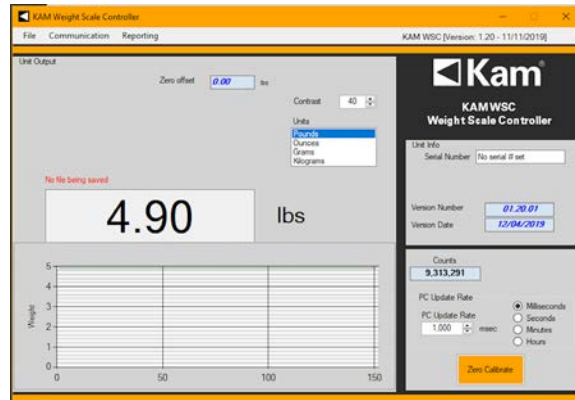 KAM Weight Scale Controller
File Communication Reporting
KAM WSC [Version: 1.20 - 11/11/2019]
Unit Output
Zero offset 0.00 lbs
Contrast 40
Units
Pounds
Ounces
Grams
Kilograms
No file being saved
4.90 lbs
Weight
5
4
3
2
1
0
0 50 100 150
Kam
KAM WSC
Weight Scale Controller
Unit Info
Serial Number No serial # set
Version Number 01.20.01
Version Date 12/04/2019
Counts
9,313,291
PC Update Rate
PC Update Rate
1,000 msec
Milliseconds
Seconds
Minutes
Hours
Zero Calibrate